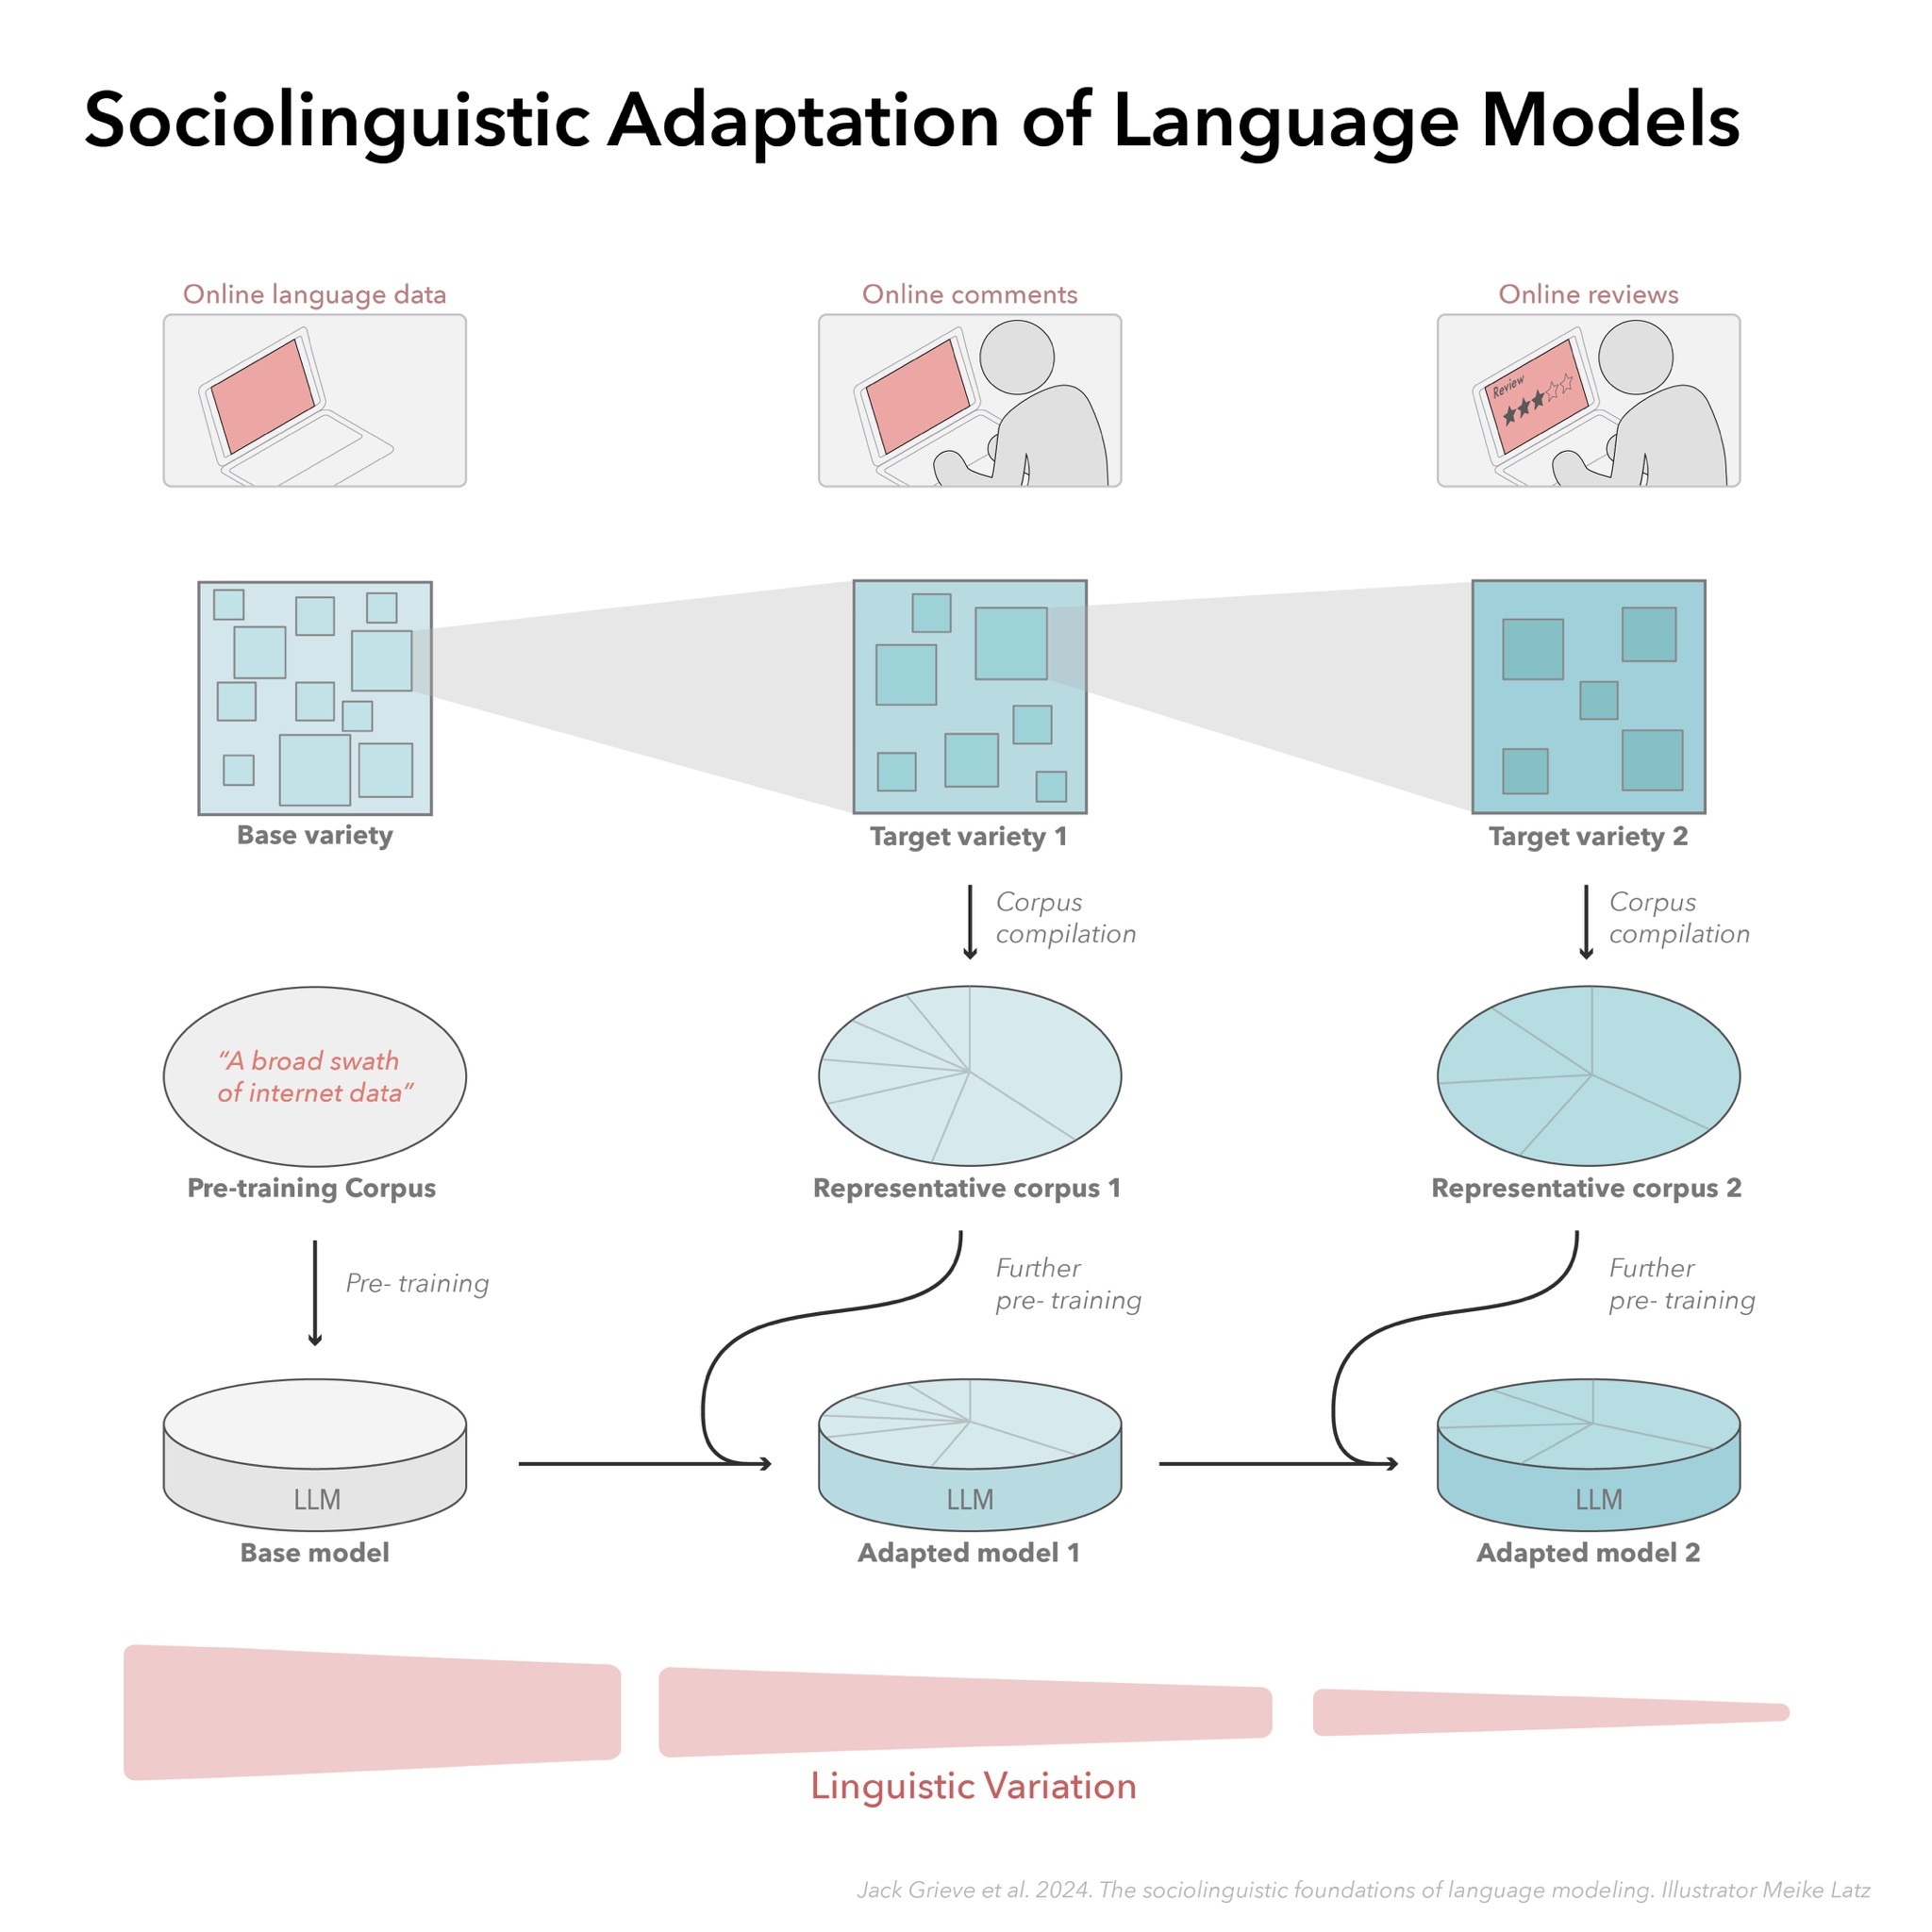 Sociolinguistic Adaptation of Language Models
Online language data
Online comments
Online reviews
Review
Base variety
Target variety 1
Target variety 2
Corpus
compilation
Corpus
compilation
“A broad swath
of internet data”
Pre-training Corpus
Representative corpus 1
Representative corpus 2
Pre- training
Further
pre- training
Further
pre- training
LLM
LLM
LLM
Base model
Adapted model 1
Adapted model 2
Linguistic Variation
Jack Grieve et al. 2024. The sociolinguistic foundations of language modeling. Illustrator Meike Latz